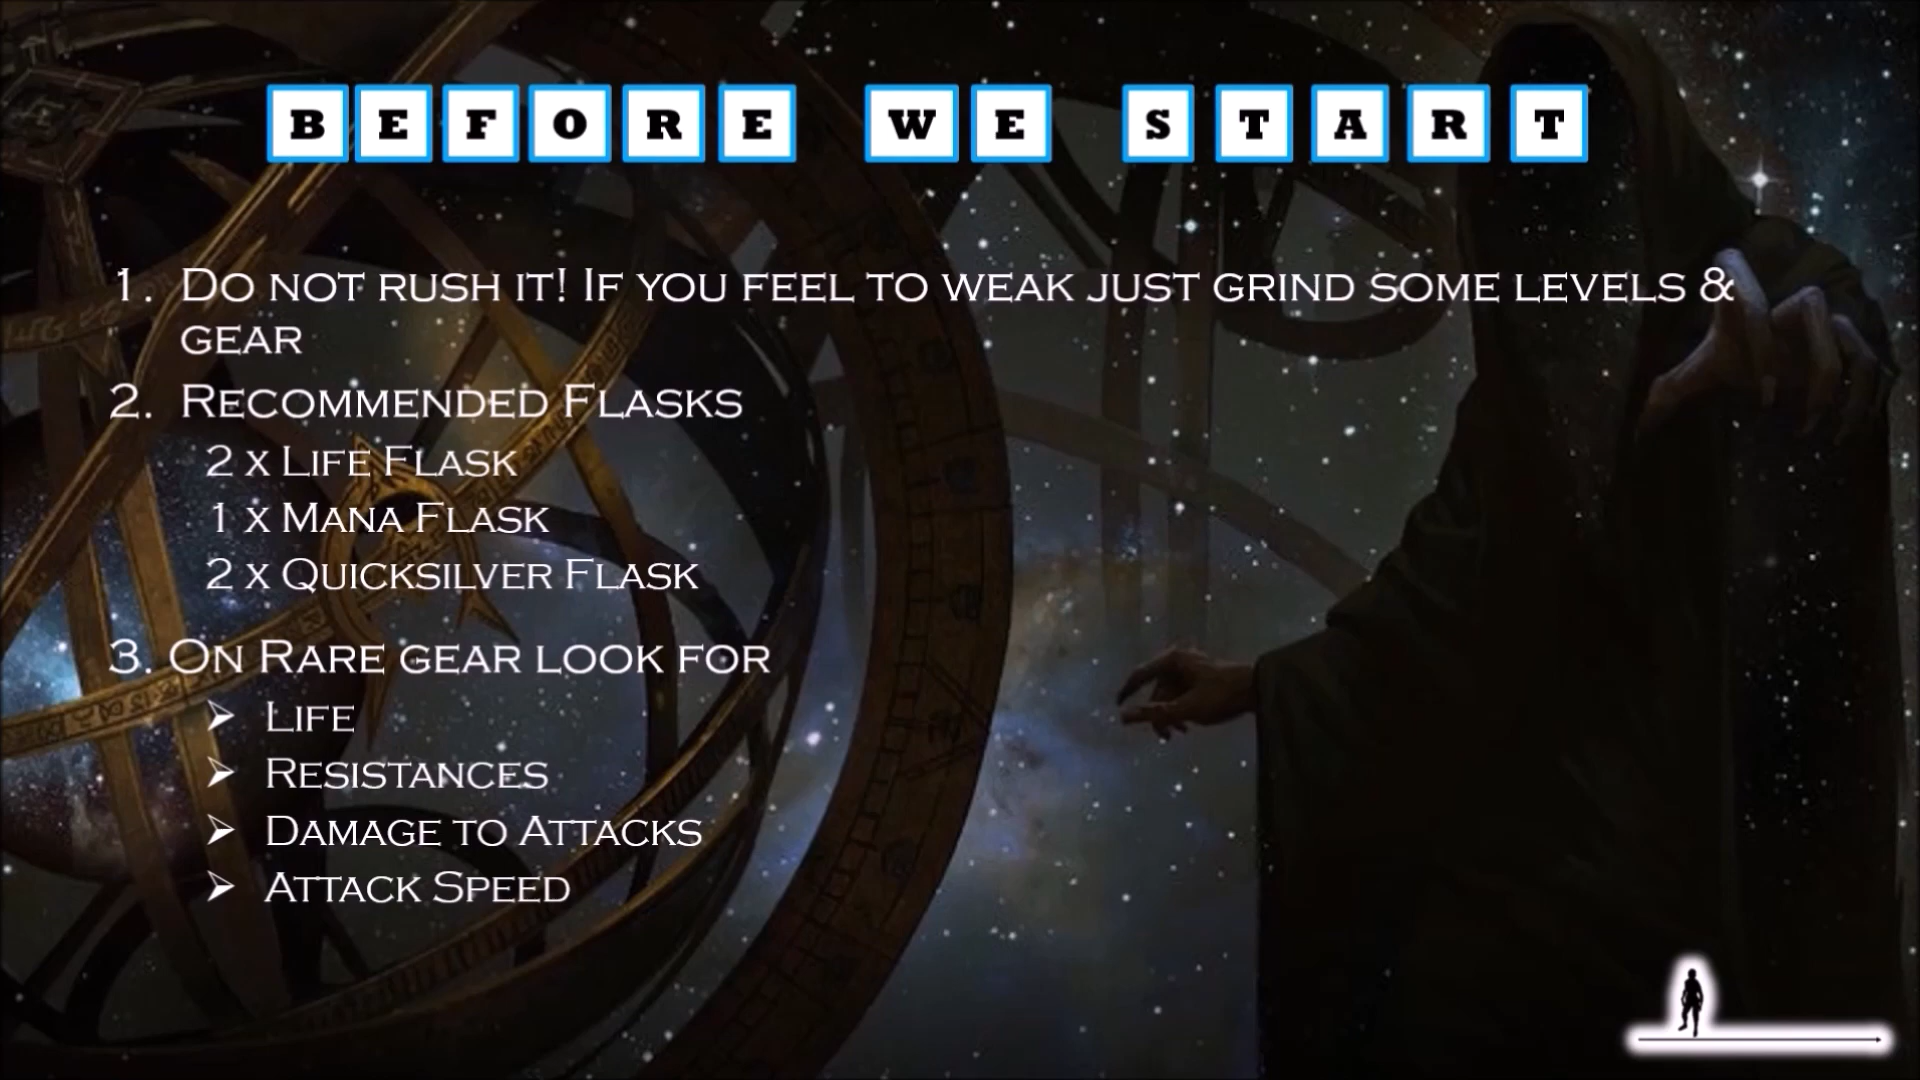 BEFORE WE START
1. Do not rush it! If you feel to weak just grind some levels &
gear
2. Recommended Flasks
2 x Life Flask
1 x Mana Flask
2 x Quicksilver Flask
3. On Rare gear look for
➢ Life
➢ Resistances
➢ Damage to Attacks
➢ Attack Speed